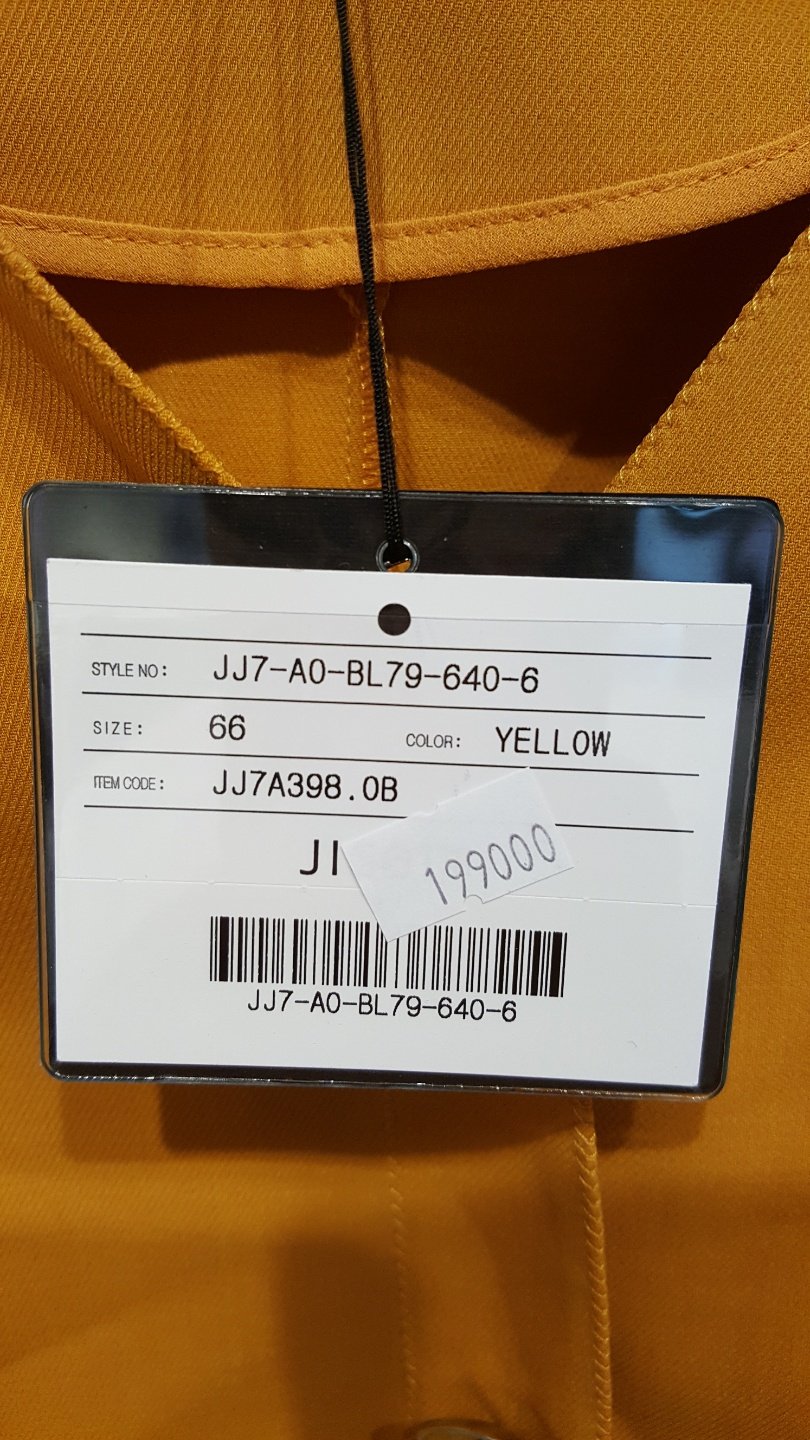 STYLE NO: JJ7-A0-BL79-640-6
SIZE: 66 COLOR: YELLOW
ITEM CODE: JJ7A398.0B
199000
JJ7-A0-BL79-640-6